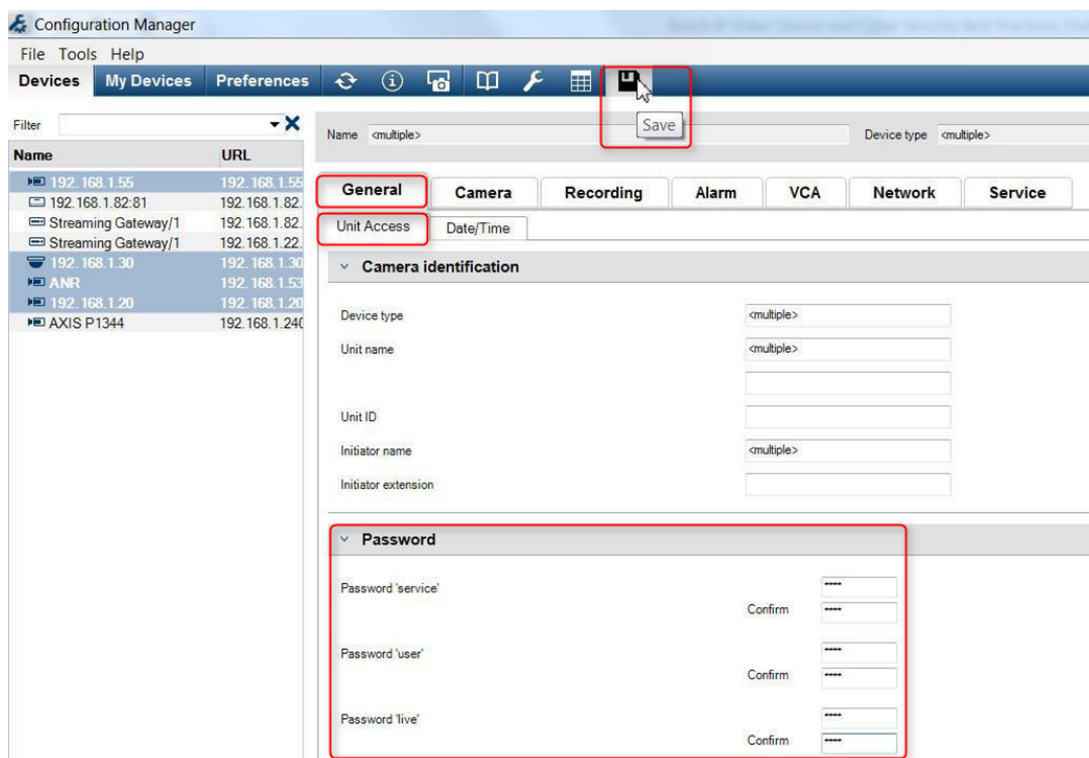 Configuration Manager
File Tools Help
Devices My Devices Preferences
Save
Filter
Name <multiple> Device type <multiple>
Name URL
192.168.1.55 192.168.1.55
192.168.1.82:81 192.168.1.82.
Streaming Gateway/1 192.168.1.82.
Streaming Gateway/1 192.168.1.22.
192.168.1.30 192.168.1.30
ANR 192.168.1.53
192.168.1.20 192.168.1.20
AXIS P1344 192.168.1.240
General Camera Recording Alarm VCA Network Service
Unit Access Date/Time
Camera identification
Device type <multiple>
Unit name <multiple>
Unit ID
Initiator name <multiple>
Initiator extension
Password
Password 'service' ••••
Confirm ••••
Password 'user' ••••
Confirm ••••
Password 'live' ••••
Confirm ••••